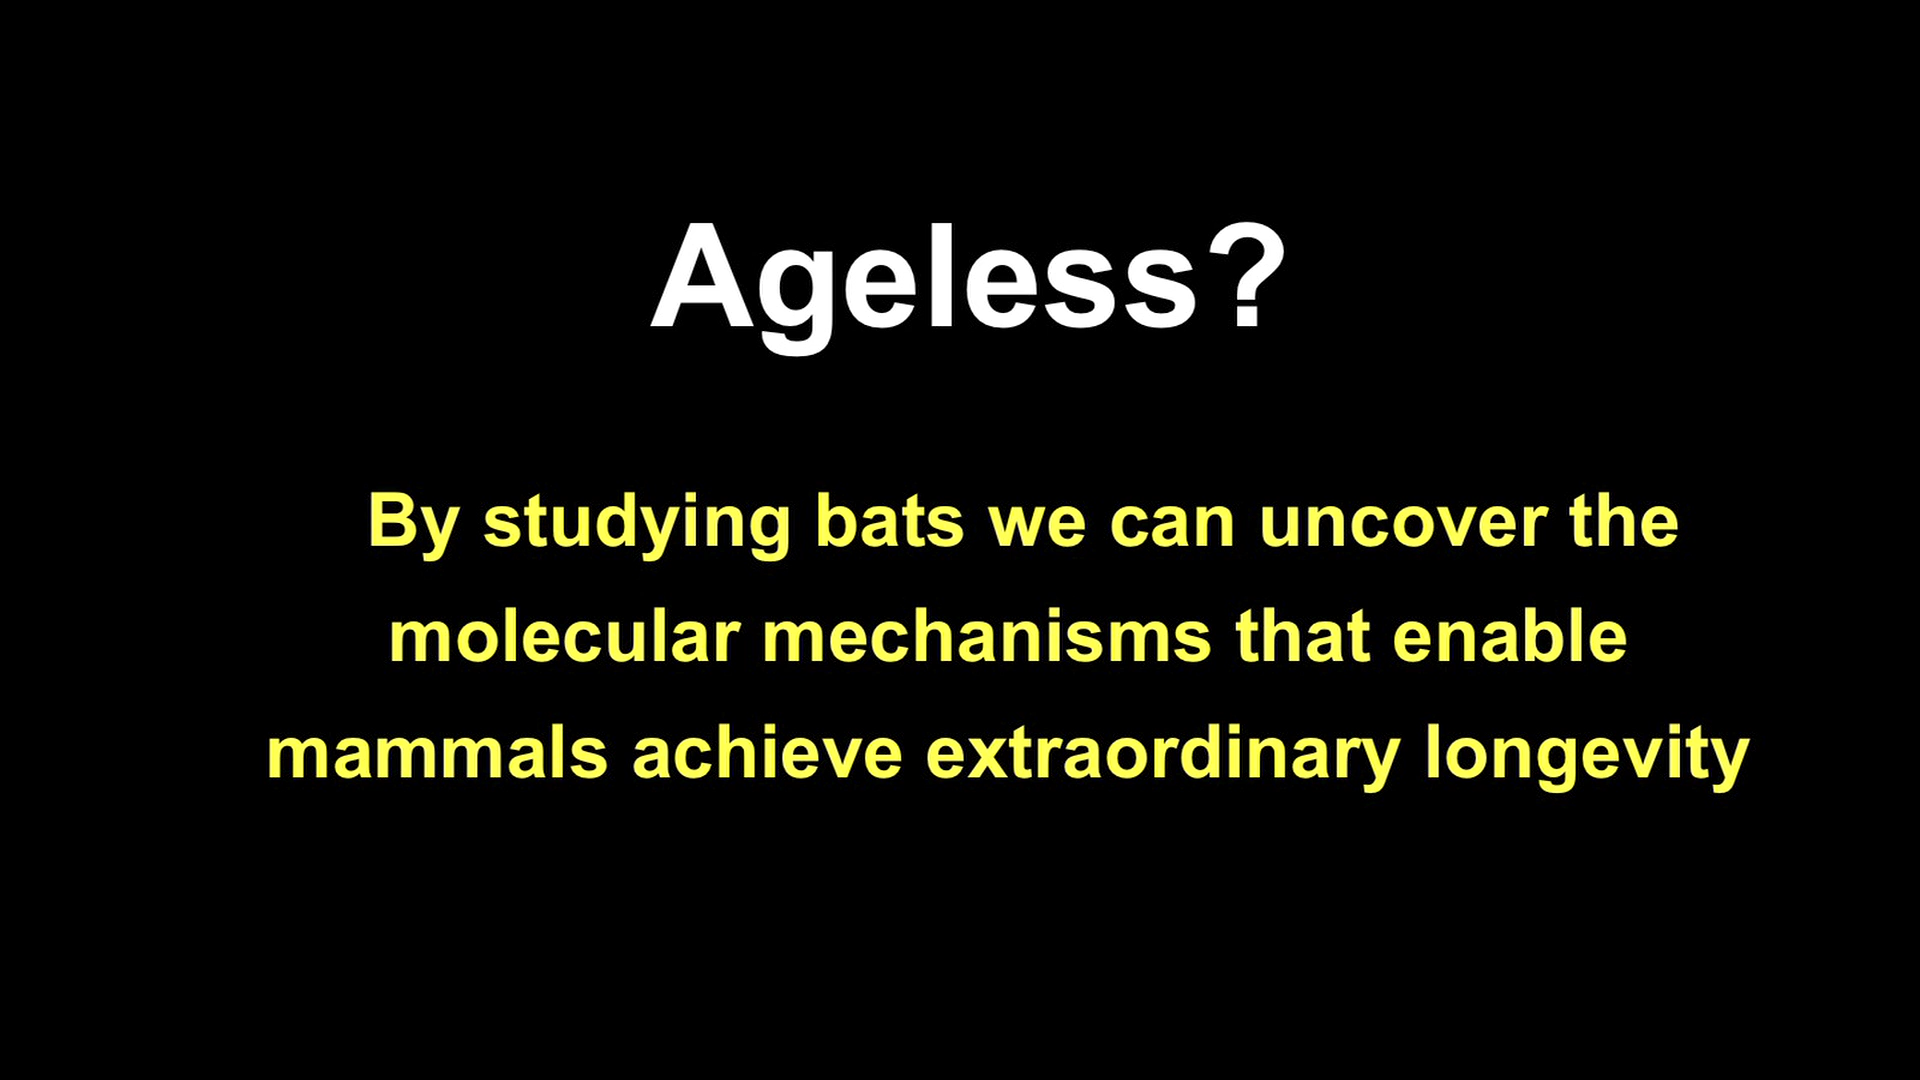 Ageless?
By studying bats we can uncover the
molecular mechanisms that enable
mammals achieve extraordinary longevity